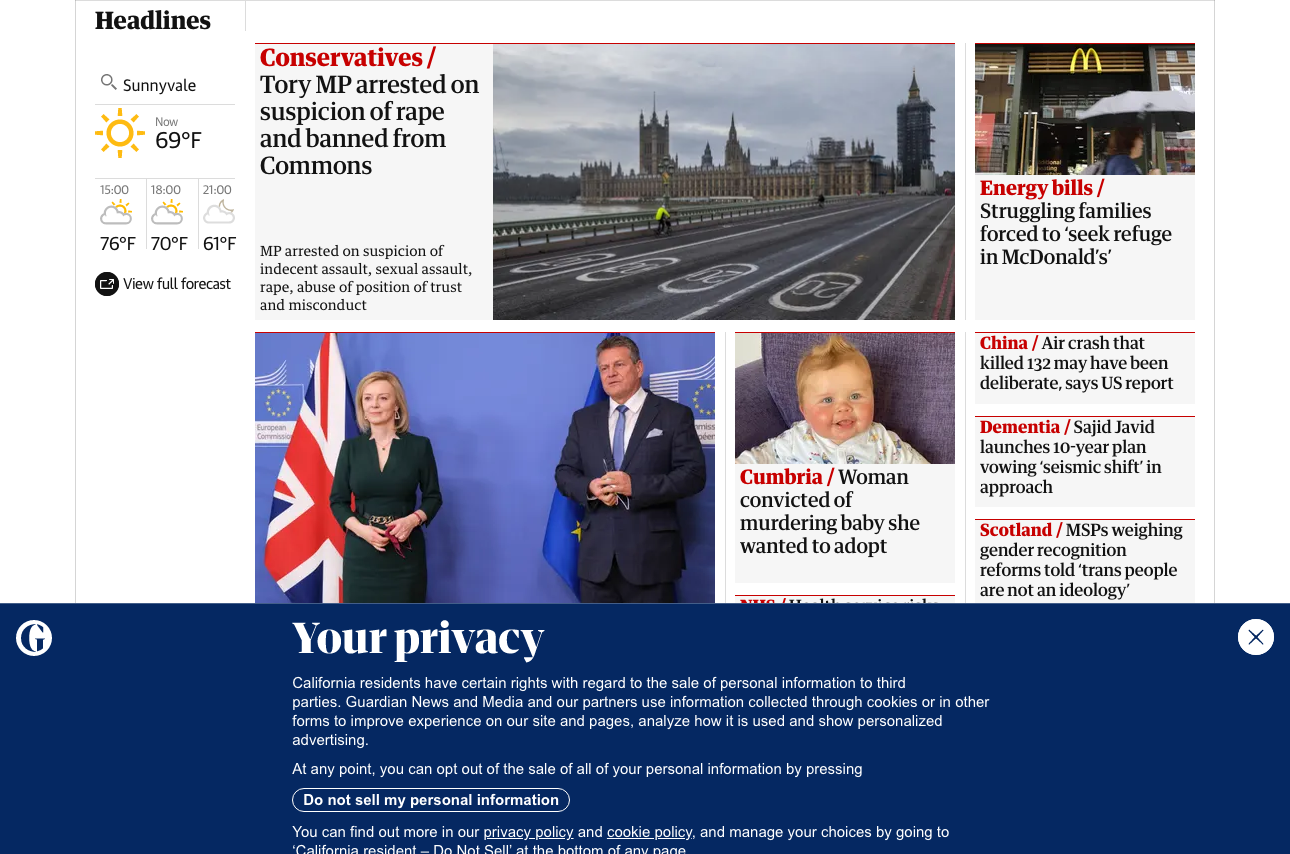 Headlines
Sunnyvale
Now
69°F
15:00
18:00
21:00
76°F
70°F
61°F
View full forecast
Conservatives /
Tory MP arrested on
suspicion of rape
and banned from
Commons
MP arrested on suspicion of
indecent assault, sexual assault,
rape, abuse of position of trust
and misconduct
20
20
Energy bills /
Struggling families
forced to ‘seek refuge
in McDonald’s’
European
Commission
Cumbria / Woman
convicted of
murdering baby she
wanted to adopt
NHS / Health service risks
China / Air crash that
killed 132 may have been
deliberate, says US report
Dementia / Sajid Javid
launches 10-year plan
vowing ‘seismic shift’ in
approach
Scotland / MSPs weighing
gender recognition
reforms told ‘trans people
are not an ideology’
G
Your privacy
California residents have certain rights with regard to the sale of personal information to third
parties. Guardian News and Media and our partners use information collected through cookies or in other
forms to improve experience on our site and pages, analyze how it is used and show personalized
advertising.
At any point, you can opt out of the sale of all of your personal information by pressing
Do not sell my personal information
You can find out more in our privacy policy and cookie policy, and manage your choices by going to
‘California resident – Do Not Sell’ at the bottom of any page.